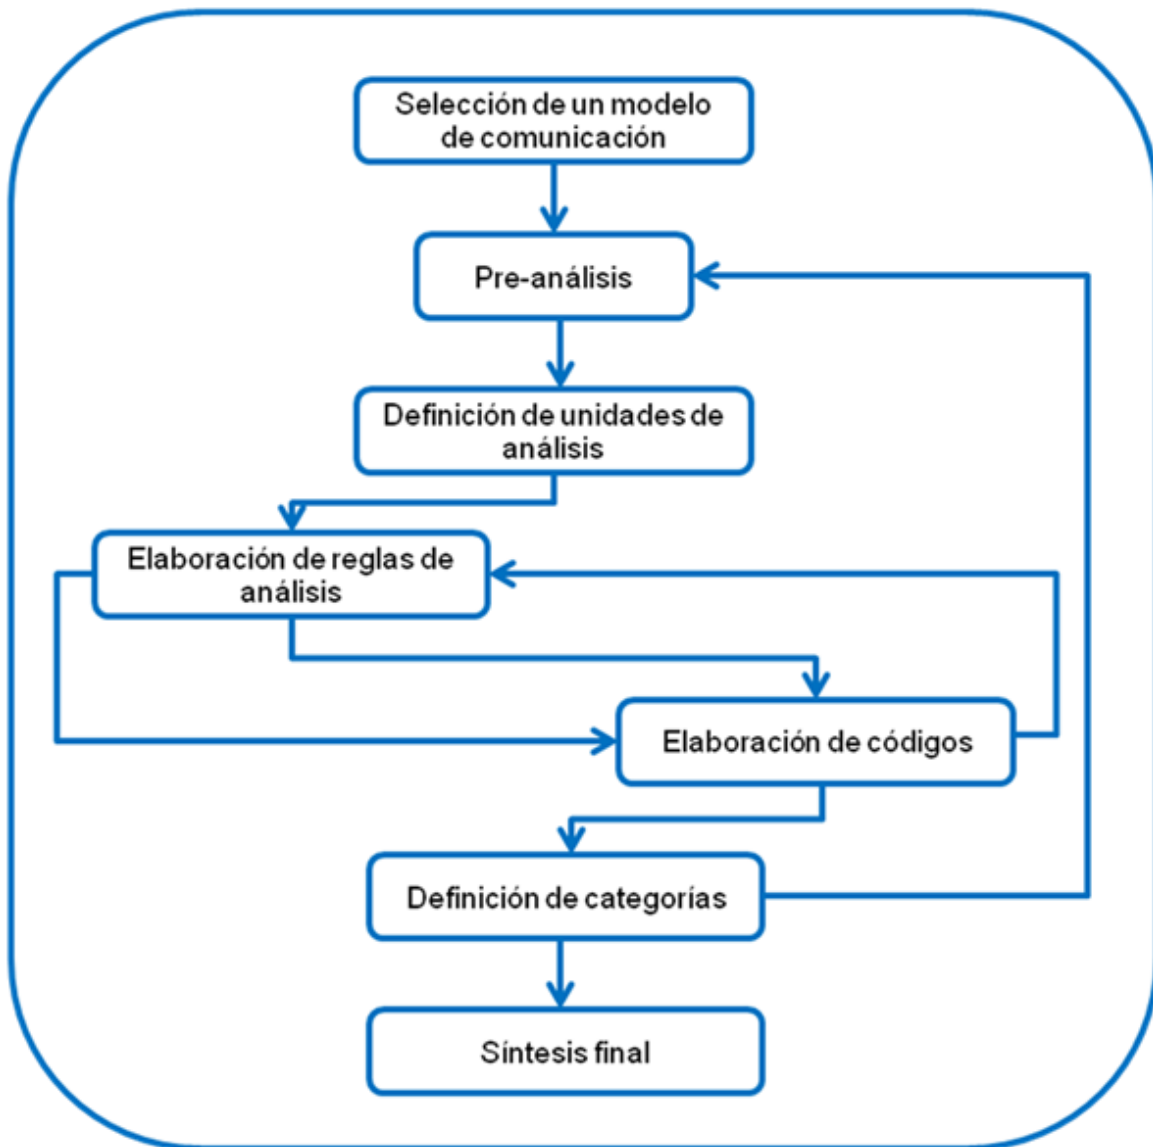 Selección de un modelo
de comunicación
Pre-análisis
Definición de unidades de
análisis
Elaboración de reglas de
análisis
Elaboración de códigos
Definición de categorías
Síntesis final